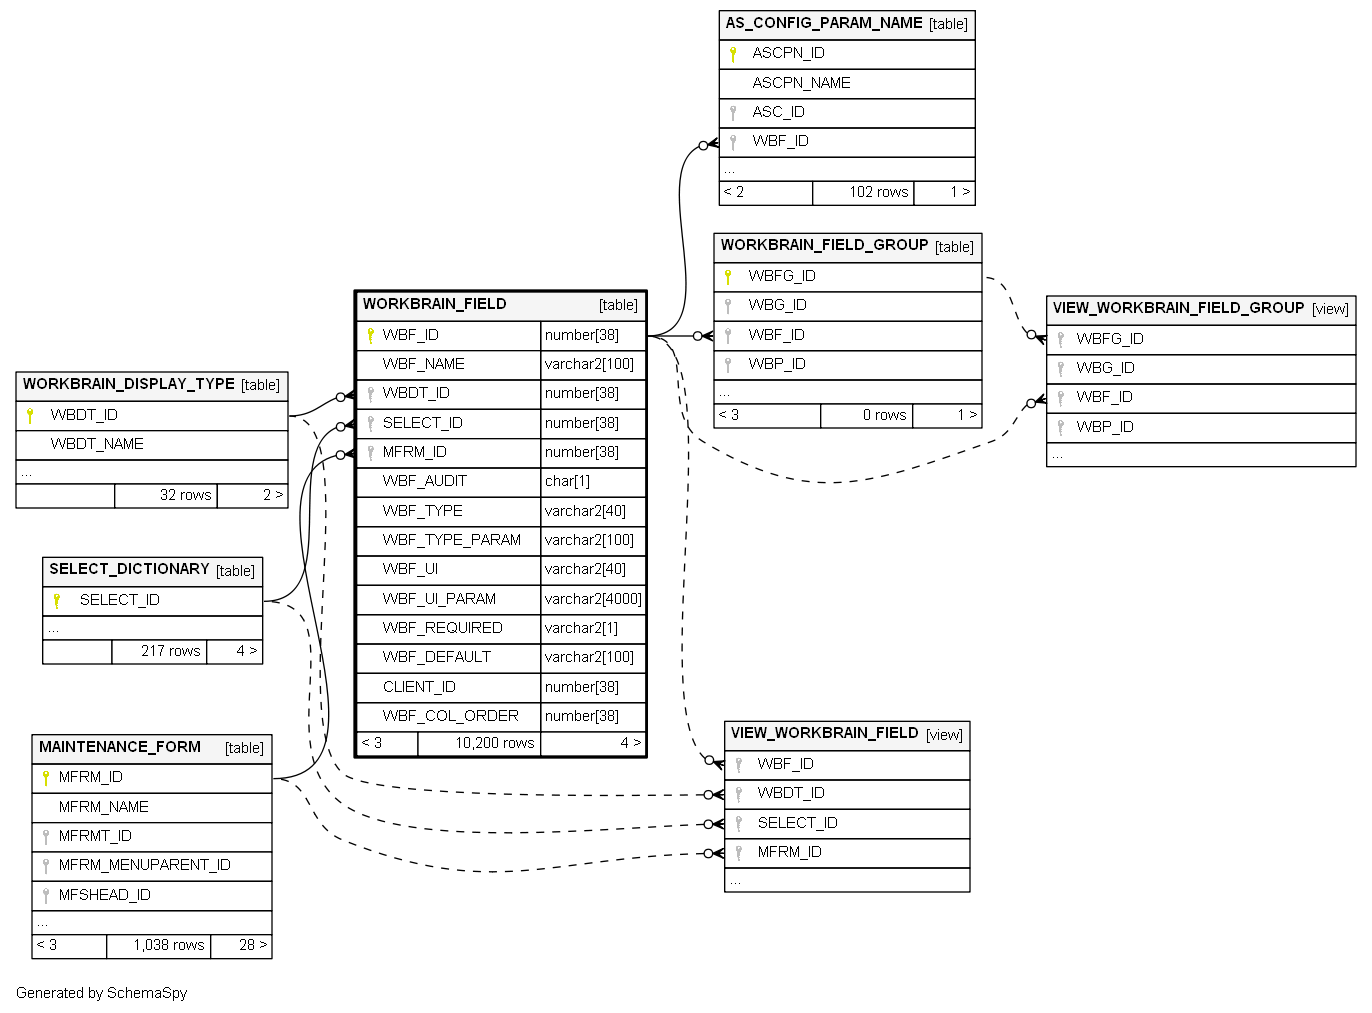 AS_CONFIG_PARAM_NAME [table]
ASCPN_ID
ASCPN_NAME
ASC_ID
WBF_ID
...
< 2 102 rows 1 >
WORKBRAIN_FIELD_GROUP [table]
WBFG_ID
WBG_ID
WBF_ID
WBP_ID
...
< 3 0 rows 1 >
VIEW_WORKBRAIN_FIELD_GROUP [view]
WBFG_ID
WBG_ID
WBF_ID
WBP_ID
...
WORKBRAIN_FIELD [table]
WBF_ID number[38]
WBF_NAME varchar2[100]
WBDT_ID number[38]
SELECT_ID number[38]
MFRM_ID number[38]
WBF_AUDIT char[1]
WBF_TYPE varchar2[40]
WBF_TYPE_PARAM varchar2[100]
WBF_UI varchar2[40]
WBF_UI_PARAM varchar2[4000]
WBF_REQUIRED varchar2[1]
WBF_DEFAULT varchar2[100]
CLIENT_ID number[38]
WBF_COL_ORDER number[38]
< 3 10,200 rows 4 >
WORKBRAIN_DISPLAY_TYPE [table]
WBDT_ID
WBDT_NAME
...
32 rows 2 >
SELECT_DICTIONARY [table]
SELECT_ID
...
217 rows 4 >
MAINTENANCE_FORM [table]
MFRM_ID
MFRM_NAME
MFRMT_ID
MFRM_MENUPARENT_ID
MFSHEAD_ID
...
< 3 1,038 rows 28 >
VIEW_WORKBRAIN_FIELD [view]
WBF_ID
WBDT_ID
SELECT_ID
MFRM_ID
...
Generated by SchemaSpy